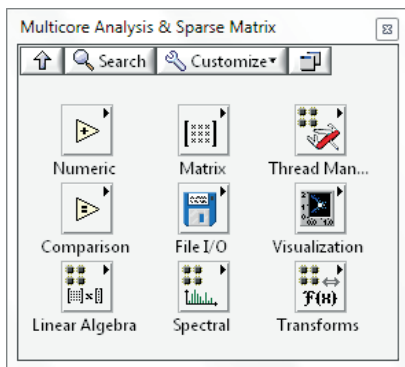 Multicore Analysis & Sparse Matrix
Search Customize
Numeric Matrix Thread Man...
Comparison File I/O Visualization
Linear Algebra Spectral Transforms
F(x)